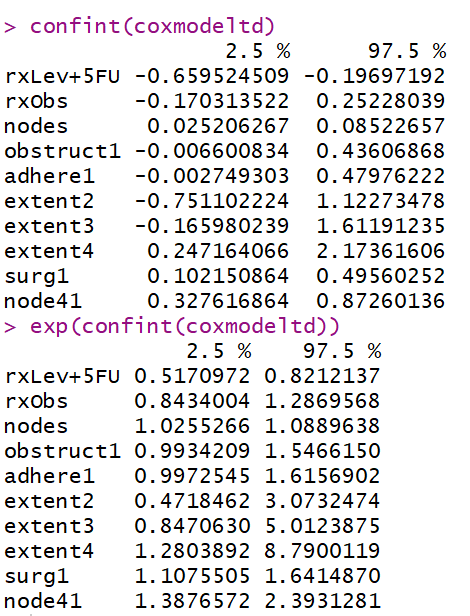 > confint(coxmodeltd)
                  2.5 %      97.5 %
rxLev+5FU -0.659524509 -0.19697192
rxObs     -0.170313522  0.25228039
nodes      0.025206267  0.08522657
obstruct1 -0.006600834  0.43606868
adhere1   -0.002749303  0.47976222
extent2   -0.751102224  1.12273478
extent3   -0.165980239  1.61191235
extent4    0.247164066  2.17361606
surg1      0.102150864  0.49560252
node41     0.327616864  0.87260136
> exp(confint(coxmodeltd))
              2.5 %    97.5 %
rxLev+5FU 0.5170972 0.8212137
rxObs     0.8434004 1.2869568
nodes     1.0255266 1.0889638
obstruct1 0.9934209 1.5466150
adhere1   0.9972545 1.6156902
extent2   0.4718462 3.0732474
extent3   0.8470630 5.0123875
extent4   1.2803892 8.7900119
surg1     1.1075505 1.6414870
node41    1.3876572 2.3931281